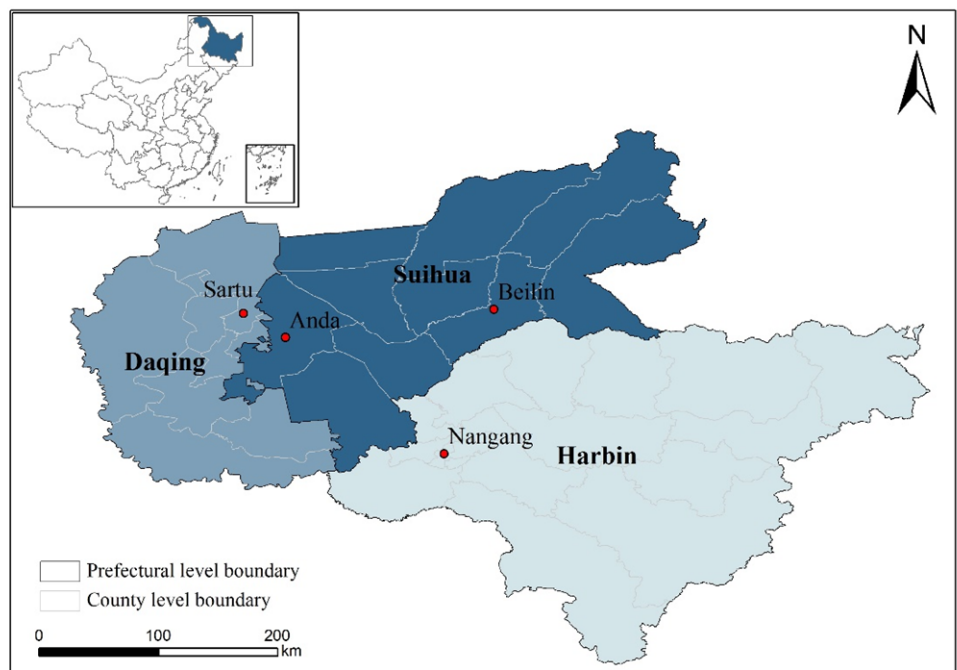 N
Suihua
Sartu
Beilin
Anda
Daqing
Nangang
Harbin
Prefectural level boundary
County level boundary
0 100 200
km